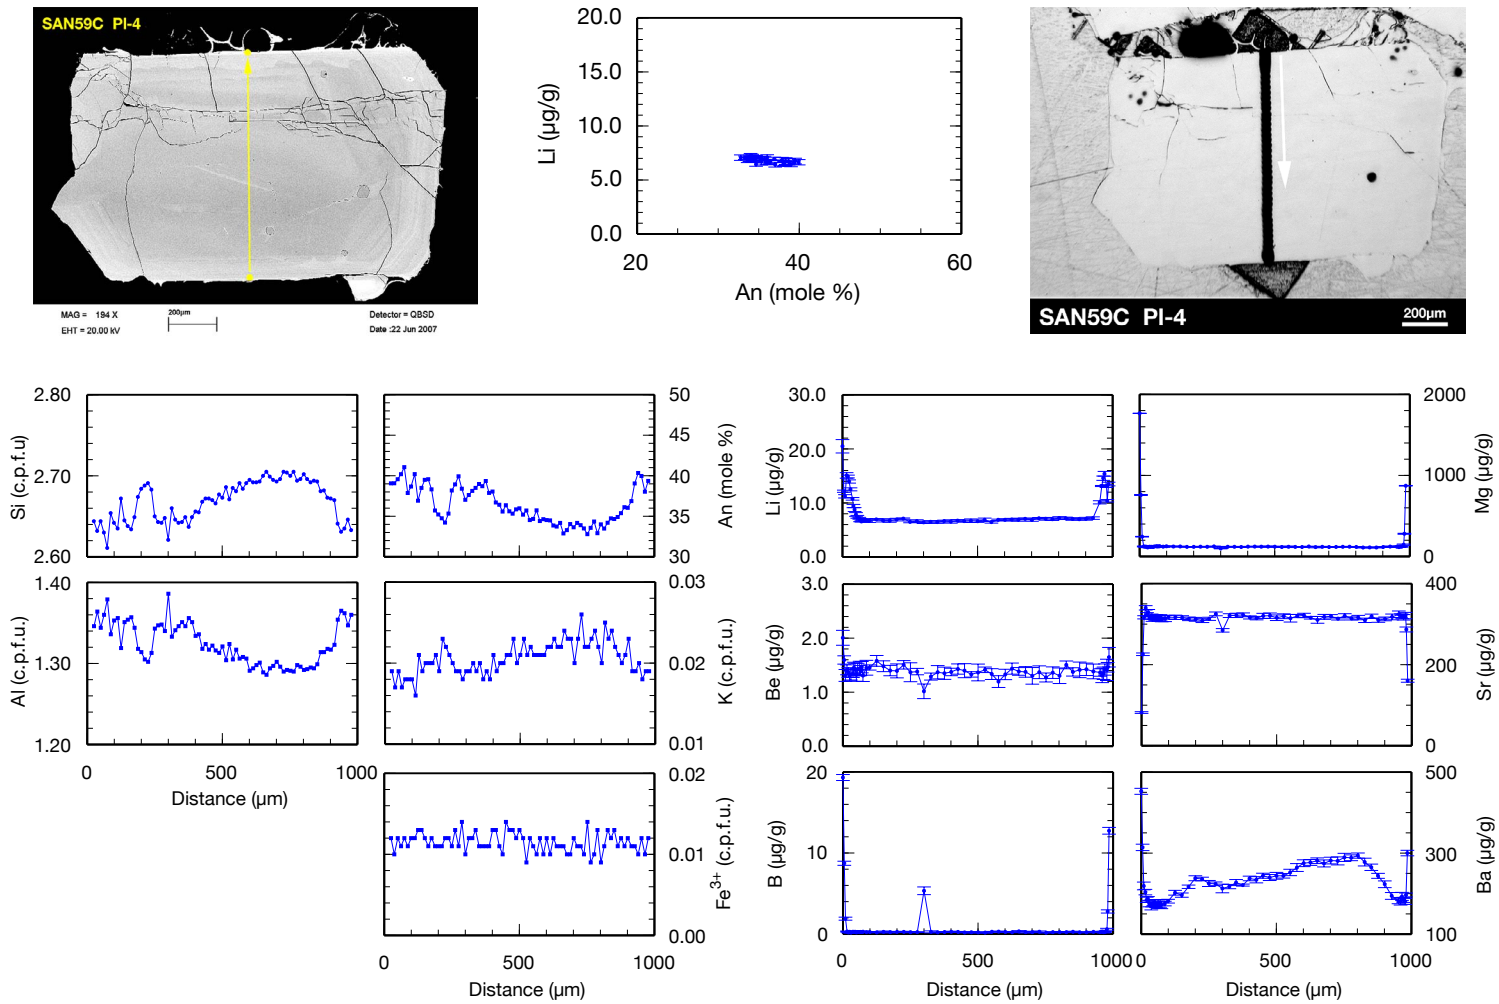 SAN59C PI-4
MAG = 194 X
EHT = 20.00 kV
200µm
Detector = QBSD
Date :22 Jun 2007
20.0
15.0
10.0
5.0
0.0
Li (µg/g)
20
40
60
An (mole %)
SAN59C PI-4
200µm
2.80
2.70
2.60
Si (c.p.f.u)
50
45
40
35
30
An (mole %)
30.0
20.0
10.0
0.0
Li (µg/g)
2000
1000
0
Mg (µg/g)
1.40
1.30
1.20
Al (c.p.f.u.)
0
500
1000
Distance (µm)
0.03
0.02
0.01
K (c.p.f.u.)
3.0
2.0
1.0
0.0
Be (µg/g)
400
200
0
Sr (µg/g)
0.02
0.01
0.00
Fe3+ (c.p.f.u.)
0
500
1000
Distance (µm)
20
10
0
B (µg/g)
0
500
1000
Distance (µm)
500
300
100
Ba (µg/g)
0
500
1000
Distance (µm)